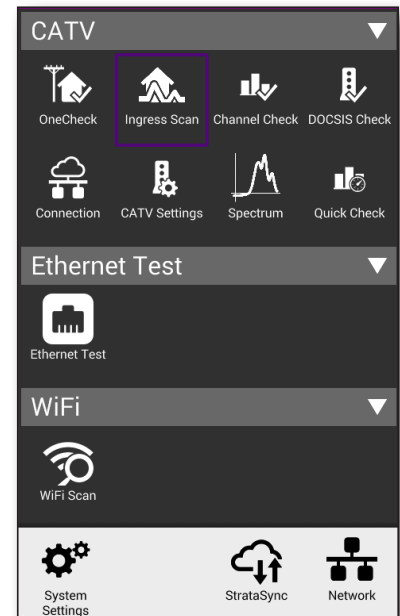 CATV
OneCheck
Ingress Scan
Channel Check
DOCSIS Check
Connection
CATV Settings
Spectrum
Quick Check
Ethernet Test
Ethernet Test
WiFi
WiFi Scan
System
Settings
StrataSync
Network